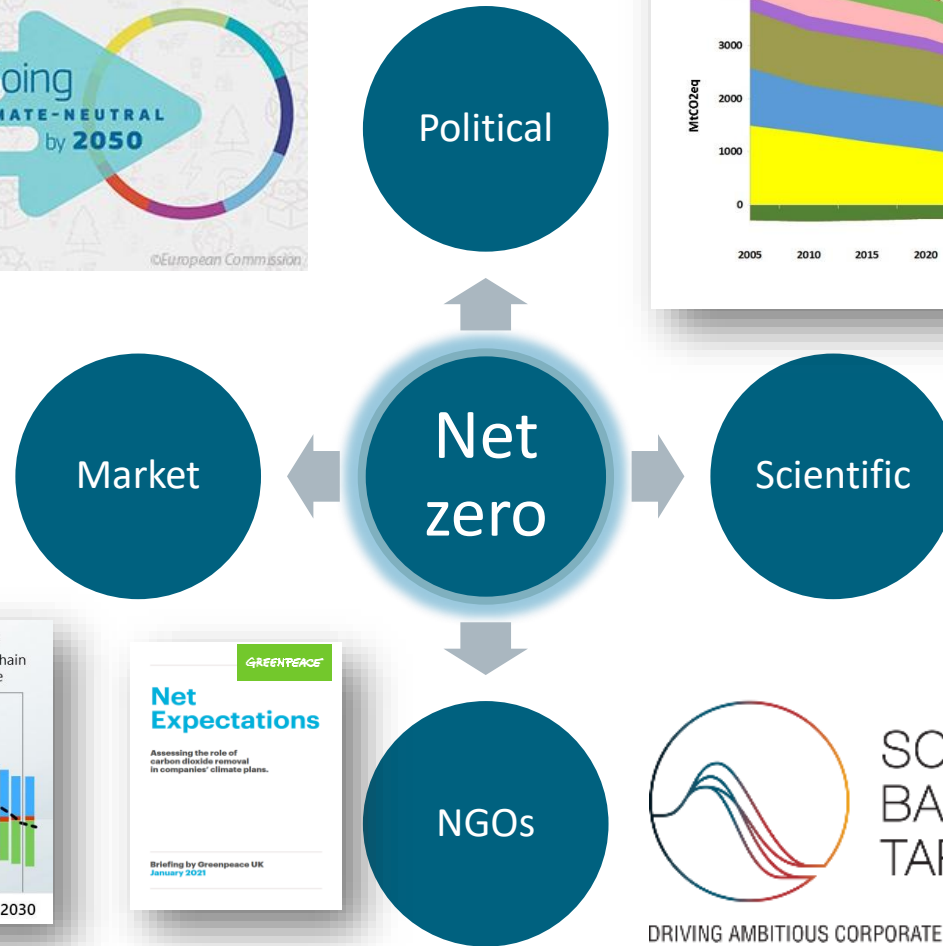 oing
MATE-NEUTRAL
by 2050
©European Commission
Political
3000
2000
1000
0
MtCO2eq
2005 2010 2015 2020
Market
Net
zero
Scientific
hain
e
2030
GREENPEACE
Net
Expectations
Assessing the role of
carbon dioxide removal
in companies' climate plans.
Briefing by Greenpeace UK
January 2021
NGOs
SC
BA
TAR
DRIVING AMBITIOUS CORPORATE